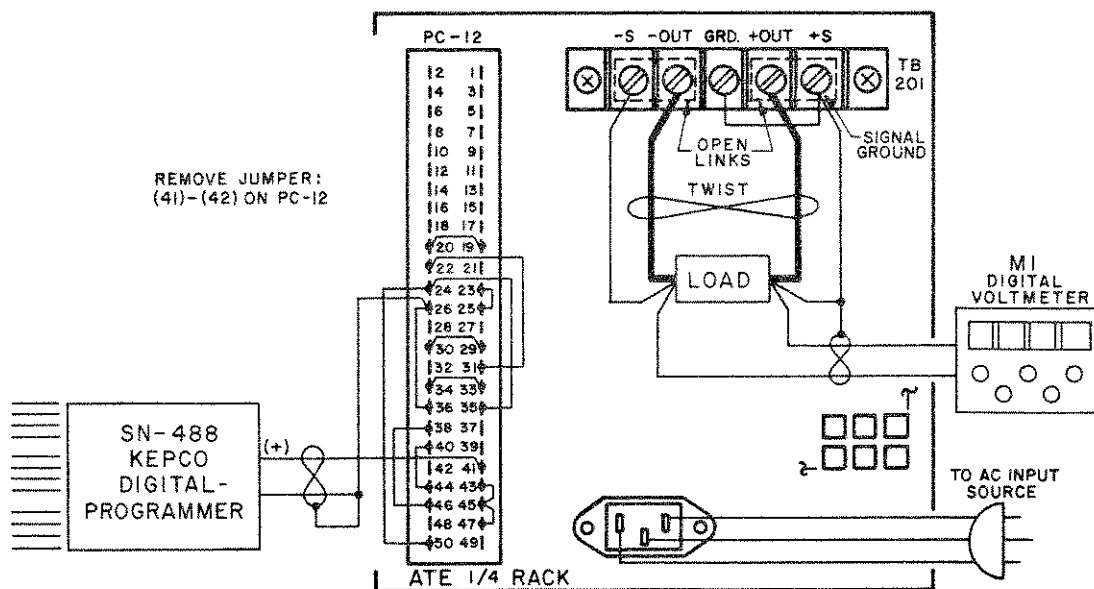 PC-12
-S -OUT GRD. +OUT +S
TB
201
2 1
4 3
6 5
8 7
10 9
12 11
14 13
16 15
18 17
20 19
22 21
24 23
26 25
28 27
30 29
32 31
34 33
36 35
38 37
40 39
42 41
44 43
46 45
48 47
50 49
REMOVE JUMPER:
(41)-(42) ON PC-12
OPEN
LINKS
SIGNAL
GROUND
TWIST
LOAD
M1
DIGITAL
VOLTMETER
SN-488
KEPCO
DIGITAL-
PROGRAMMER
(+)
TO AC INPUT
SOURCE
ATE 1/4 RACK